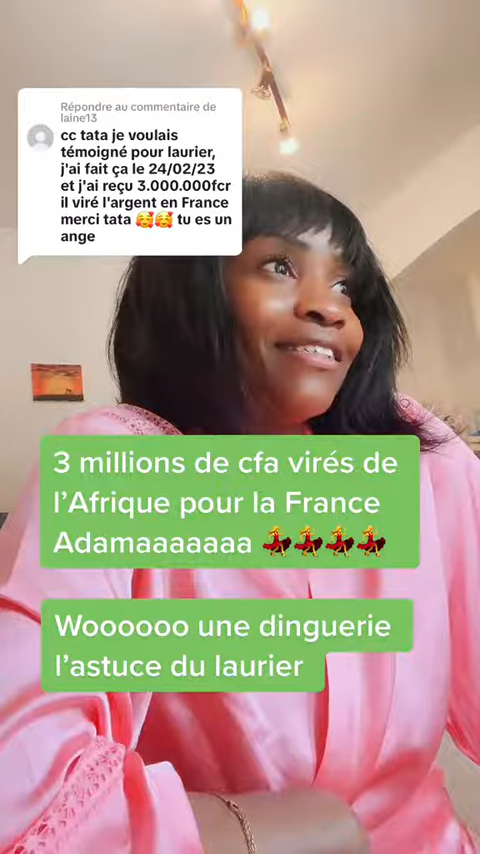 Répondre au commentaire de
laine13
cc tata je voulais
témoigné pour laurier,
j'ai fait ça le 24/02/23
et j'ai reçu 3.000.000fcr
il viré l'argent en France
merci tata 🥰🥰 tu es un
ange
3 millions de cfa virés de
l'Afrique pour la France
Adamaaaaaaa 💃💃💃💃
Woooooo une dinguerie
l'astuce du laurier